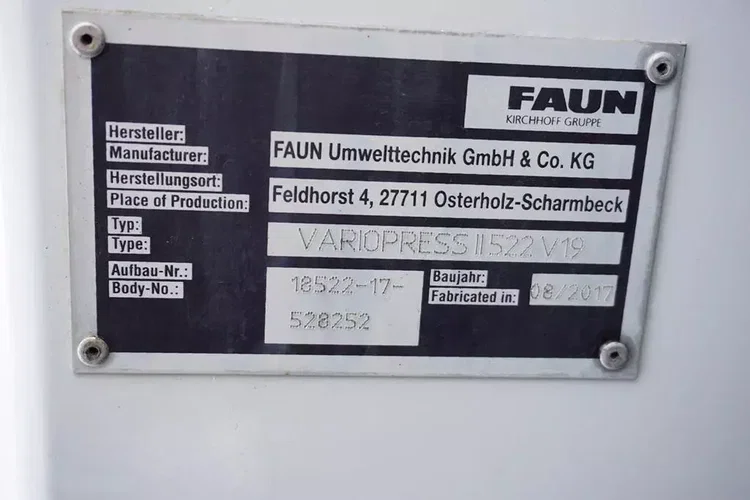 FAUN
KIRCHHOFF GRUPPE
Hersteller:
Manufacturer:
FAUN Umwelttechnik GmbH & Co. KG
Herstellungsort:
Place of Production:
Feldhorst 4, 27711 Osterholz-Scharmbeck
Typ:
Type:
VARIOPRESS II 522 V19
Aufbau-Nr.:
Body-No.:
18522-17-
528252
Baujahr:
Fabricated in:
08/2017